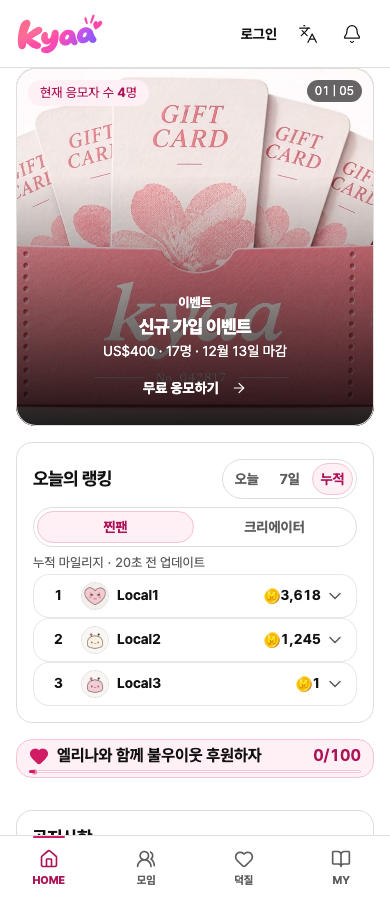 kyaa
로그인
현재 응모자 수 4명
01 | 05
GIFT CARD
GIFT CARD
GIFT CARD
kyaa
이벤트
신규 가입 이벤트
US$400 · 17명 · 12월 13일 마감
무료 응모하기 →
오늘의 랭킹
오늘 7일 누적
찐팬 크리에이터
누적 마일리지 · 20초 전 업데이트
1 Local1 3,618
2 Local2 1,245
3 Local3 1
엘리나와 함께 불우이웃 후원하자 0/100
공지사항
HOME 모임 덕질 MY